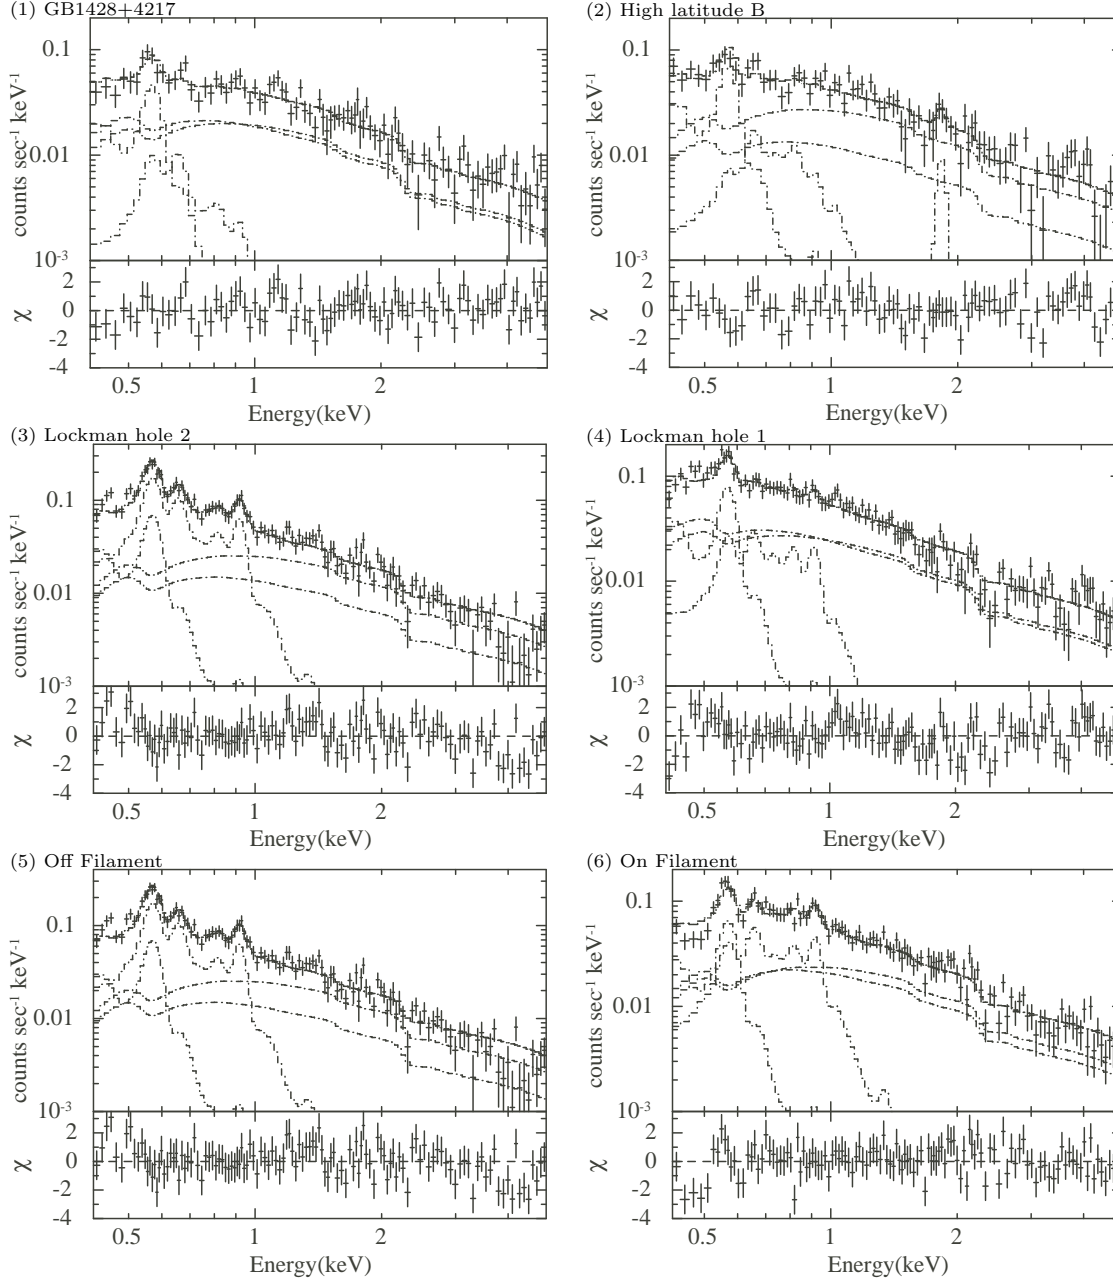 (1) GB1428+4217
0.1
0.01
10-3
counts sec-1 keV-1
2
0
-2
-4
χ
0.5 1 2
Energy(keV)
(2) High latitude B
0.1
0.01
10-3
counts sec-1 keV-1
2
0
-2
-4
χ
0.5 1 2
Energy(keV)
(3) Lockman hole 2
0.1
0.01
10-3
counts sec-1 keV-1
2
0
-2
-4
χ
0.5 1 2
Energy(keV)
(4) Lockman hole 1
0.1
0.01
10-3
counts sec-1 keV-1
2
0
-2
-4
χ
0.5 1 2
Energy(keV)
(5) Off Filament
0.1
0.01
10-3
counts sec-1 keV-1
2
0
-2
-4
χ
0.5 1 2
Energy(keV)
(6) On Filament
0.1
0.01
10-3
counts sec-1 keV-1
2
0
-2
-4
χ
0.5 1 2
Energy(keV)